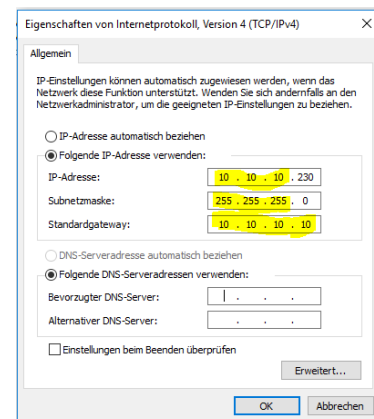 Eigenschaften von Internetprotokoll, Version 4 (TCP/IPv4)
Allgemein
IP-Einstellungen können automatisch zugewiesen werden, wenn das
Netzwerk diese Funktion unterstützt. Wenden Sie sich andernfalls an den
Netzwerkadministrator, um die geeigneten IP-Einstellungen zu beziehen.
IP-Adresse automatisch beziehen
Folgende IP-Adresse verwenden:
IP-Adresse: 10 . 10 . 10 . 230
Subnetzmaske: 255 . 255 . 255 . 0
Standardgateway: 10 . 10 . 10 . 10
DNS-Serveradresse automatisch beziehen
Folgende DNS-Serveradressen verwenden:
Bevorzugter DNS-Server: . . .
Alternativer DNS-Server: . . .
Einstellungen beim Beenden überprüfen
Erweitert...
OK Abbrechen